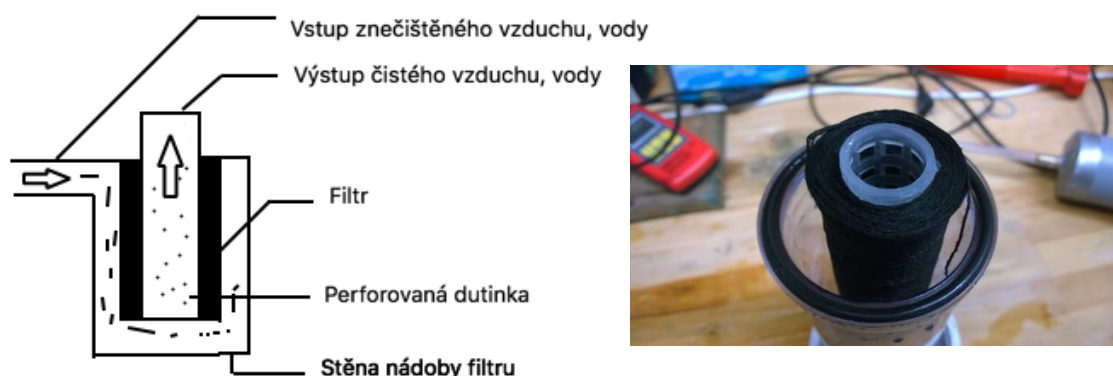 Vstup znečištěného vzduchu, vody
Výstup čistého vzduchu, vody
Filtr
Perforovaná dutinka
Stěna nádoby filtru